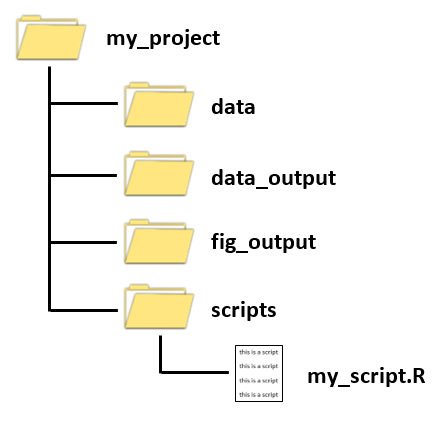 my_project
data
data_output
fig_output
scripts
this is a script
this is a script
this is a script
this is a script
my_script.R